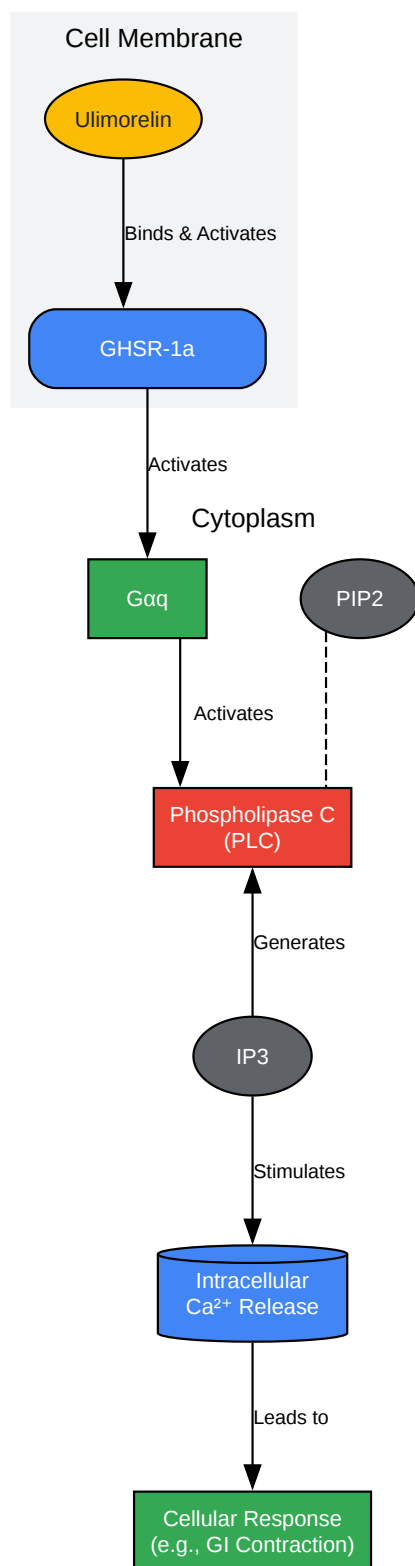 Cell Membrane
Ulimorelin
Binds & Activates
GHSR-1a
Activates
Cytoplasm
Gαq
PIP2
Activates
Phospholipase C
(PLC)
Generates
IP3
Stimulates
Intracellular
Ca²⁺ Release
Leads to
Cellular Response
(e.g., GI Contraction)